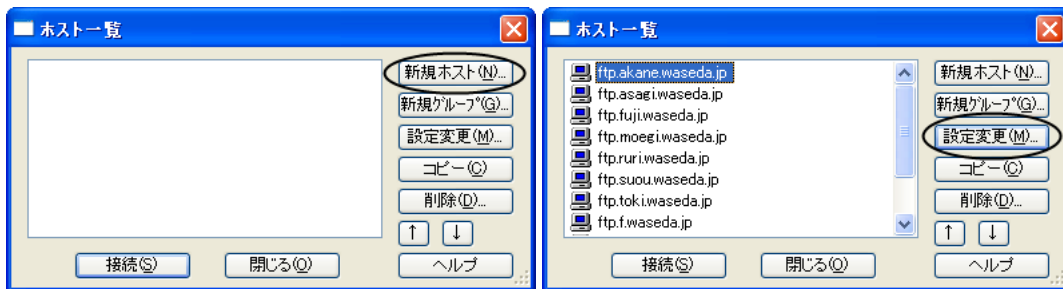 ホスト一覧
新規ホスト(N)...
新規グループ(G)...
設定変更(M)...
コピー(C)
削除(D)...
↑ ↓
接続(S) 閉じる(O) ヘルプ
ホスト一覧
ftp.akane.waseda.jp
ftp.asagi.waseda.jp
ftp.fuji.waseda.jp
ftp.moegi.waseda.jp
ftp.ruri.waseda.jp
ftp.suou.waseda.jp
ftp.toki.waseda.jp
ftp.f.waseda.jp
新規ホスト(N)...
新規グループ(G)...
設定変更(M)...
コピー(C)
削除(D)...
↑ ↓
接続(S) 閉じる(O) ヘルプ